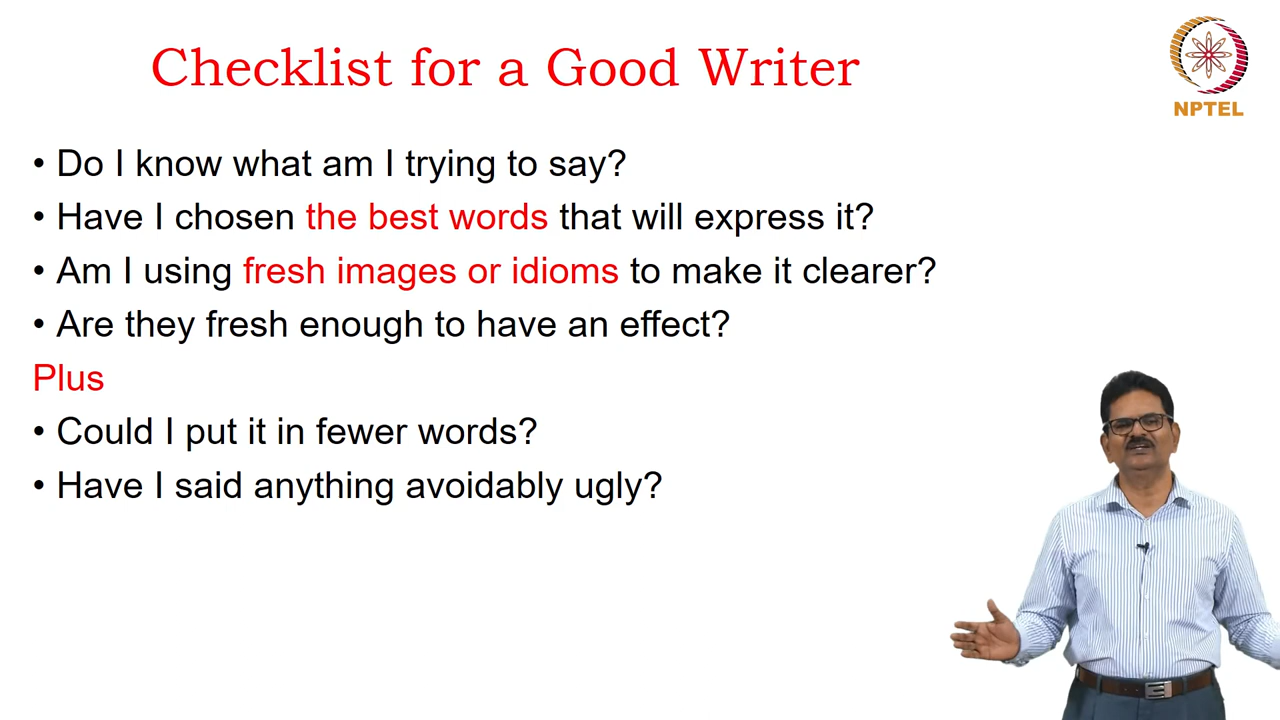 Checklist for a Good Writer
NPTEL
• Do I know what am I trying to say?
• Have I chosen the best words that will express it?
• Am I using fresh images or idioms to make it clearer?
• Are they fresh enough to have an effect?
Plus
• Could I put it in fewer words?
• Have I said anything avoidably ugly?